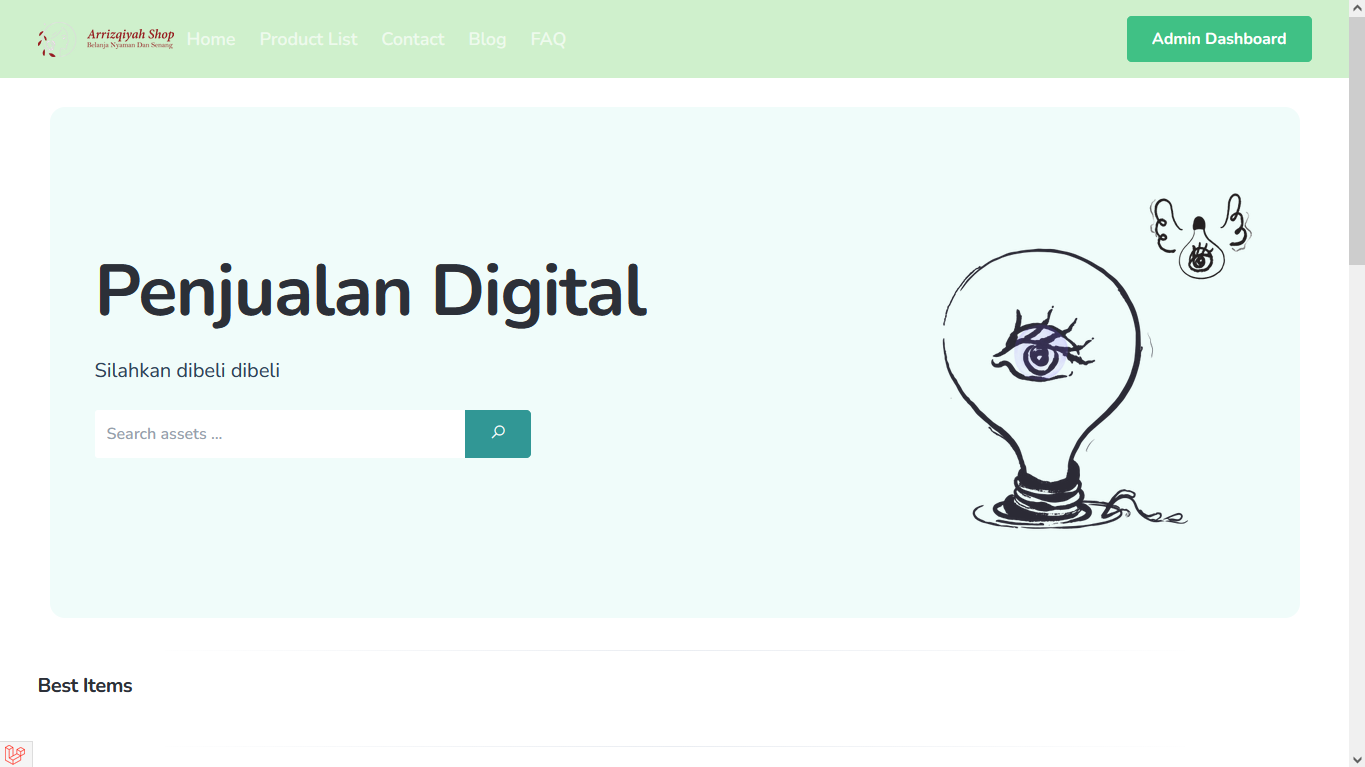 Arrizqiyah Shop
Belanja Nyaman Dan Senang
Home Product List Contact Blog FAQ
Admin Dashboard
Penjualan Digital
Silahkan dibeli dibeli
Search assets ...
Best Items